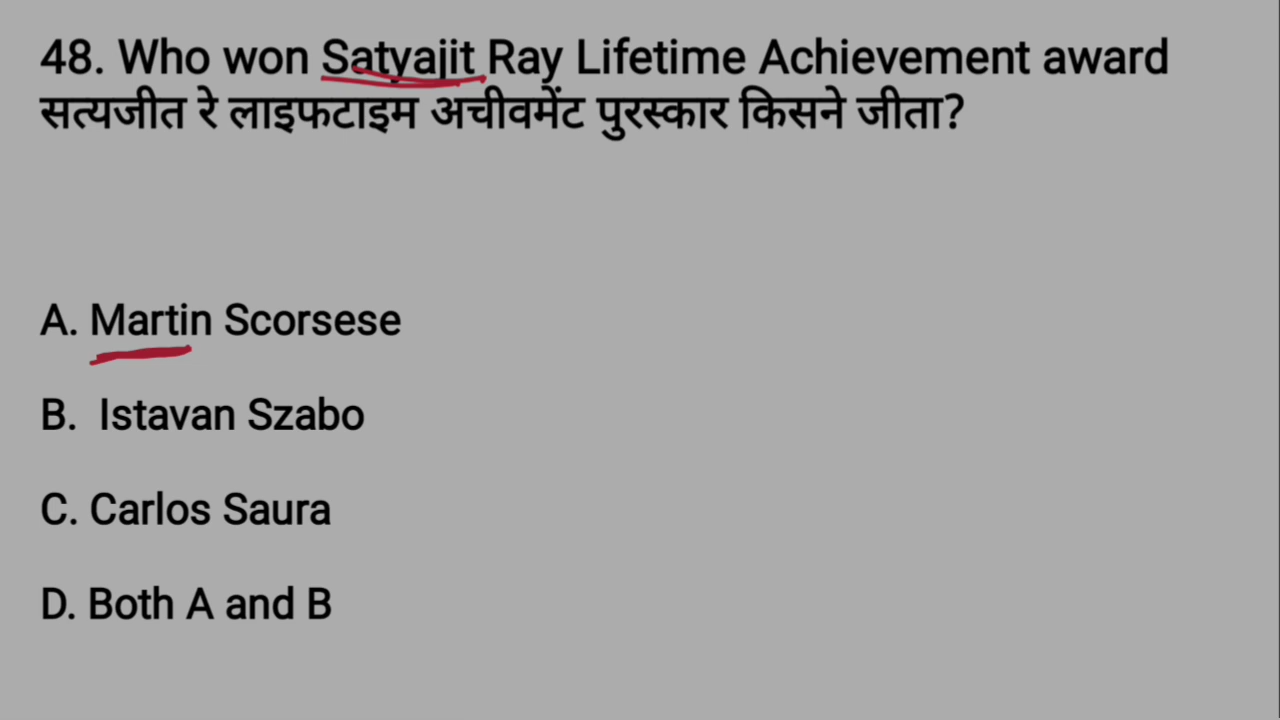 48. Who won Satyajit Ray Lifetime Achievement award
सत्यजीत रे लाइफटाइम अचीवमेंट पुरस्कार किसने जीता?
A. Martin Scorsese
B. Istavan Szabo
C. Carlos Saura
D. Both A and B